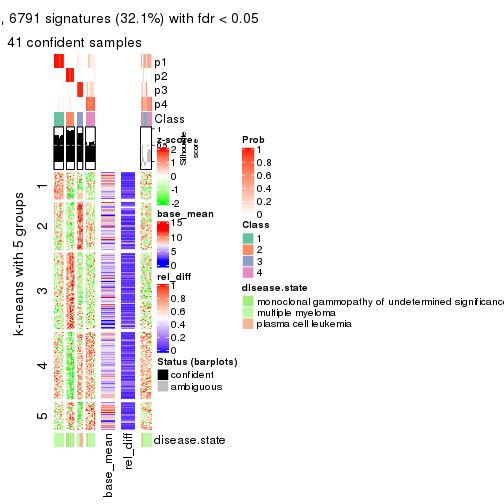 , 6791 signatures (32.1%) with fdr < 0.05
41 confident samples
p1
p2
p3
p4
Class
1
0.5
Silhouette
score
z-score
2
1
0
-1
-2
base_mean
15
10
5
0
rel_diff
1
0.8
0.6
0.4
0.2
0
Status (barplots)
confident
ambiguous
Prob
1
0.8
0.6
0.4
0.2
0
Class
1
2
3
4
disease.state
monoclonal gammopathy of undetermined significance
multiple myeloma
plasma cell leukemia
k-means with 5 groups
1
2
3
4
5
disease.state
base_mean
rel_diff